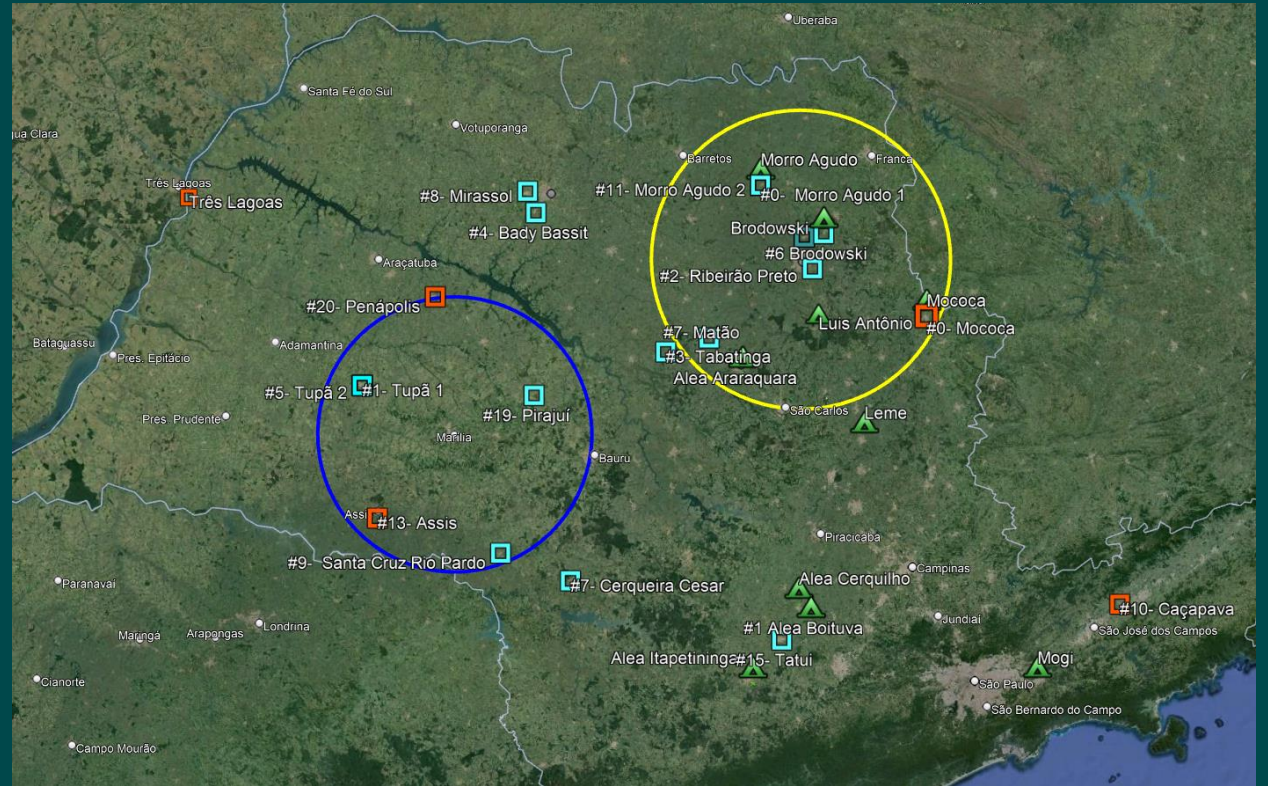 Uberaba
Santa Fé do Sul
Votuporanga
Barretos
Morro Agudo
Franca
Três Lagoas
Três Lagoas
#8- Mirassol
#11- Morro Agudo 2
#0- Morro Agudo 1
#4- Bady Bassit
Brodowski
#6 Brodowski
Araçatuba
#2- Ribeirão Preto
#20- Penápolis
Mococa
Luis Antônio
#0- Mococa
#7- Matão
Bataguassu
Pres. Epitácio
Adamantina
#3- Tabatinga
Alea Araraquara
#5- Tupã 2
#1- Tupã 1
#19- Pirajuí
São Carlos
Leme
Pres. Prudente
Marília
Bauru
#13- Assis
Piracicaba
#9- Santa Cruz Rio Pardo
Campinas
Paranavaí
#7- Cerqueira Cesar
Alea Cerquilho
#10- Caçapava
Londrina
Maringá
Arapongas
#1 Alea Boituva
Jundiaí
São José dos Campos
Alea Itapetininga
#15- Tatui
Mogi
Cianorte
São Paulo
São Bernardo do Campo
Campo Mourão